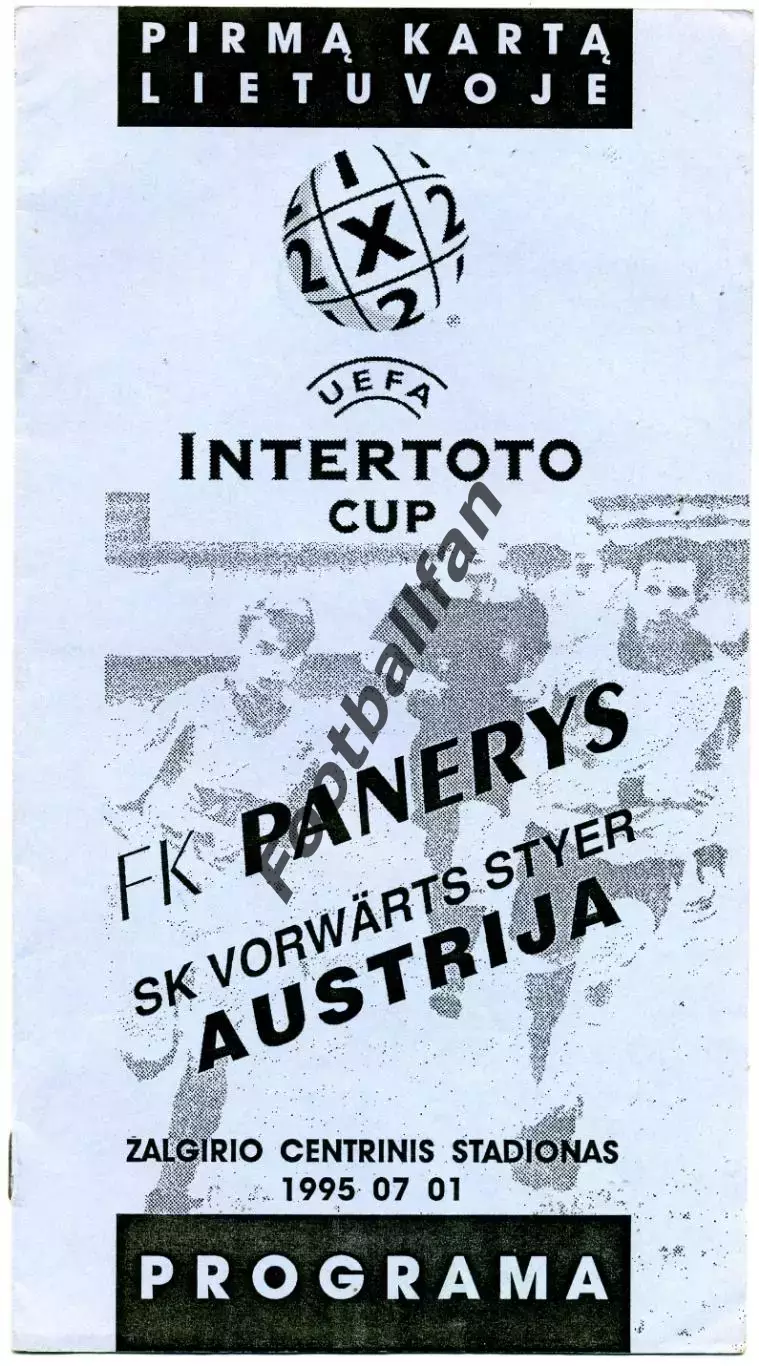 PIRMĄ KARTĄ
LIETUVOJE
1
2 X 2
2
UEFA
INTERTOTO
CUP
Footballfan
FK PANERYS
SK VORWÄRTS STYER
AUSTRIJA
ŽALGIRIO CENTRINIS STADIONAS
1995 07 01
PROGRAMA